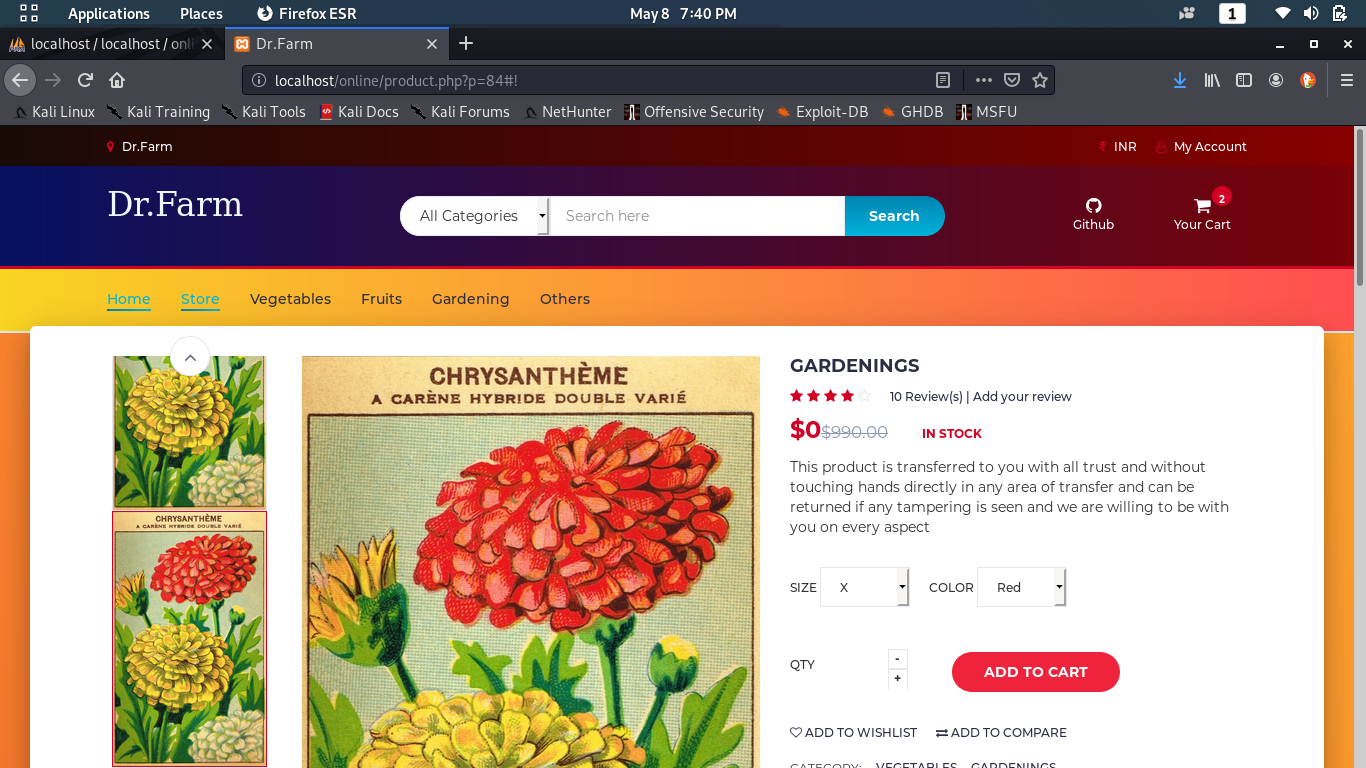 Applications Places Firefox ESR May 8 7:40 PM 1
localhost / localhost / onli Dr.Farm
localhost/online/product.php?p=84#!
Kali Linux Kali Training Kali Tools Kali Docs Kali Forums NetHunter Offensive Security Exploit-DB GHDB MSFU
Dr.Farm ₹ INR My Account
Dr.Farm All Categories Search here Search Github 2 Your Cart
Home Store Vegetables Fruits Gardening Others
CHRYSANTHÈME
A CARÈNE HYBRIDE DOUBLE VARIÉ
CHRYSANTHÈME
A CARÈNE HYBRIDE DOUBLE VARIÉ
GARDENINGS
10 Review(s) | Add your review
$0 $990.00 IN STOCK
This product is transferred to you with all trust and without
touching hands directly in any area of transfer and can be
returned if any tampering is seen and we are willing to be with
you on every aspect
SIZE X COLOR Red
QTY - + ADD TO CART
ADD TO WISHLIST ADD TO COMPARE
CATEGORY: VEGETABLES GARDENINGS